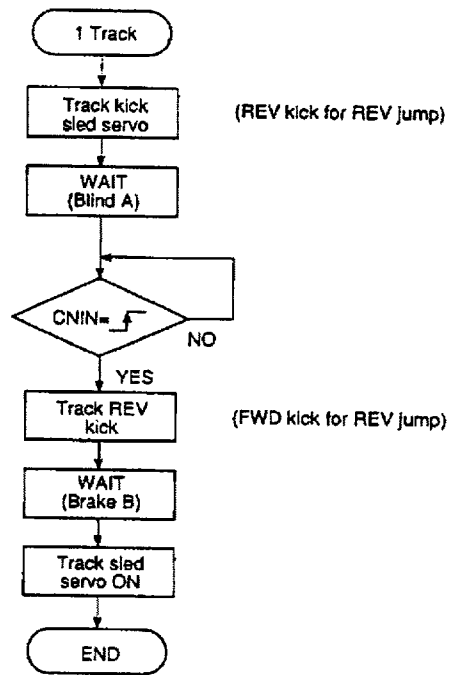 1 Track
Track kick
sled servo
(REV kick for REV jump)
WAIT
(Blind A)
CNIN=
NO
YES
Track REV
kick
(FWD kick for REV jump)
WAIT
(Brake B)
Track sled
servo ON
END